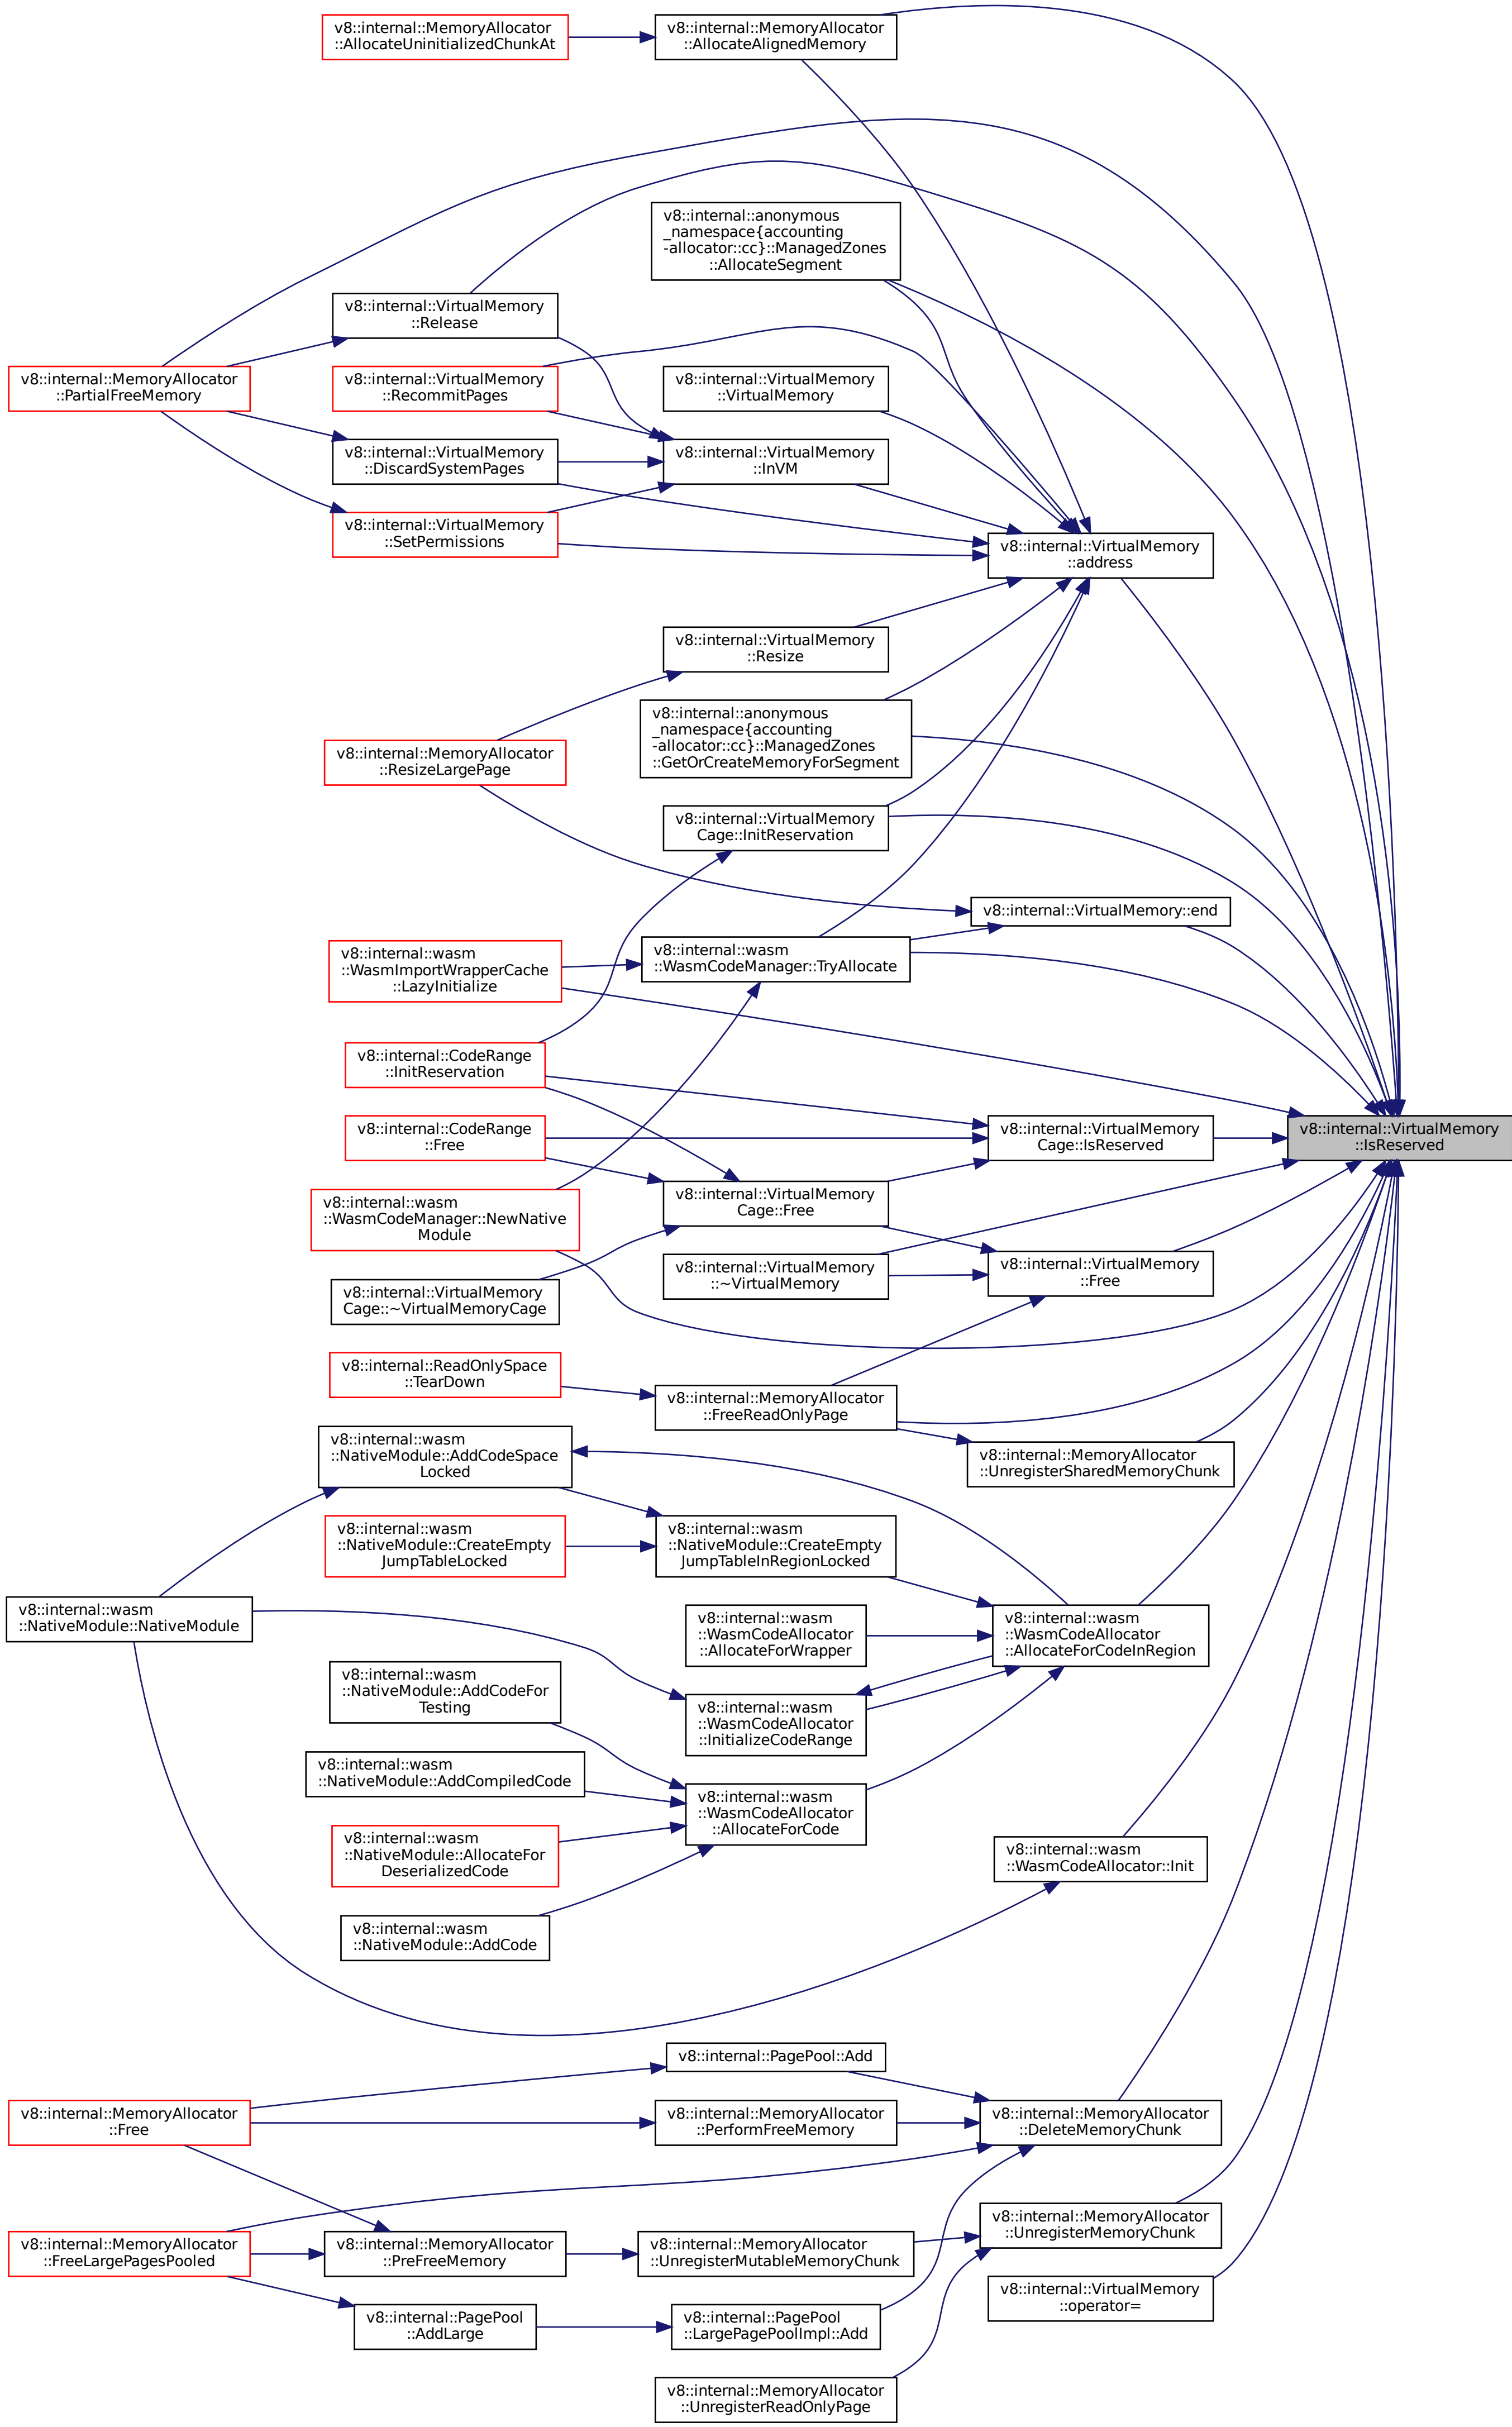 v8::internal::MemoryAllocator
::AllocateUninitializedChunkAt
v8::internal::MemoryAllocator
::AllocateAlignedMemory
v8::internal::anonymous
_namespace{accounting
-allocator::cc}::ManagedZones
::AllocateSegment
v8::internal::VirtualMemory
::Release
v8::internal::MemoryAllocator
::PartialFreeMemory
v8::internal::VirtualMemory
::RecommitPages
v8::internal::VirtualMemory
::VirtualMemory
v8::internal::VirtualMemory
::DiscardSystemPages
v8::internal::VirtualMemory
::InVM
v8::internal::VirtualMemory
::SetPermissions
v8::internal::VirtualMemory
::address
v8::internal::VirtualMemory
::Resize
v8::internal::anonymous
_namespace{accounting
-allocator::cc}::ManagedZones
::GetOrCreateMemoryForSegment
v8::internal::MemoryAllocator
::ResizeLargePage
v8::internal::VirtualMemory
Cage::InitReservation
v8::internal::VirtualMemory::end
v8::internal::wasm
::WasmImportWrapperCache
::LazyInitialize
v8::internal::wasm
::WasmCodeManager::TryAllocate
v8::internal::CodeRange
::InitReservation
v8::internal::CodeRange
::Free
v8::internal::VirtualMemory
Cage::IsReserved
v8::internal::VirtualMemory
::IsReserved
v8::internal::wasm
::WasmCodeManager::NewNative
Module
v8::internal::VirtualMemory
Cage::Free
v8::internal::VirtualMemory
::~VirtualMemory
v8::internal::VirtualMemory
::Free
v8::internal::VirtualMemory
Cage::~VirtualMemoryCage
v8::internal::ReadOnlySpace
::TearDown
v8::internal::MemoryAllocator
::FreeReadOnlyPage
v8::internal::MemoryAllocator
::UnregisterSharedMemoryChunk
v8::internal::wasm
::NativeModule::AddCodeSpace
Locked
v8::internal::wasm
::NativeModule::CreateEmpty
JumpTableLocked
v8::internal::wasm
::NativeModule::CreateEmpty
JumpTableInRegionLocked
v8::internal::wasm
::NativeModule::NativeModule
v8::internal::wasm
::WasmCodeAllocator
::AllocateForWrapper
v8::internal::wasm
::WasmCodeAllocator
::AllocateForCodeInRegion
v8::internal::wasm
::NativeModule::AddCodeFor
Testing
v8::internal::wasm
::WasmCodeAllocator
::InitializeCodeRange
v8::internal::wasm
::NativeModule::AddCompiledCode
v8::internal::wasm
::WasmCodeAllocator
::AllocateForCode
v8::internal::wasm
::NativeModule::AllocateFor
DeserializedCode
v8::internal::wasm
::WasmCodeAllocator::Init
v8::internal::wasm
::NativeModule::AddCode
v8::internal::PagePool::Add
v8::internal::MemoryAllocator
::Free
v8::internal::MemoryAllocator
::PerformFreeMemory
v8::internal::MemoryAllocator
::DeleteMemoryChunk
v8::internal::MemoryAllocator
::FreeLargePagesPooled
v8::internal::MemoryAllocator
::PreFreeMemory
v8::internal::MemoryAllocator
::UnregisterMutableMemoryChunk
v8::internal::MemoryAllocator
::UnregisterMemoryChunk
v8::internal::VirtualMemory
::operator=
v8::internal::PagePool
::AddLarge
v8::internal::PagePool
::LargePagePoolImpl::Add
v8::internal::MemoryAllocator
::UnregisterReadOnlyPage